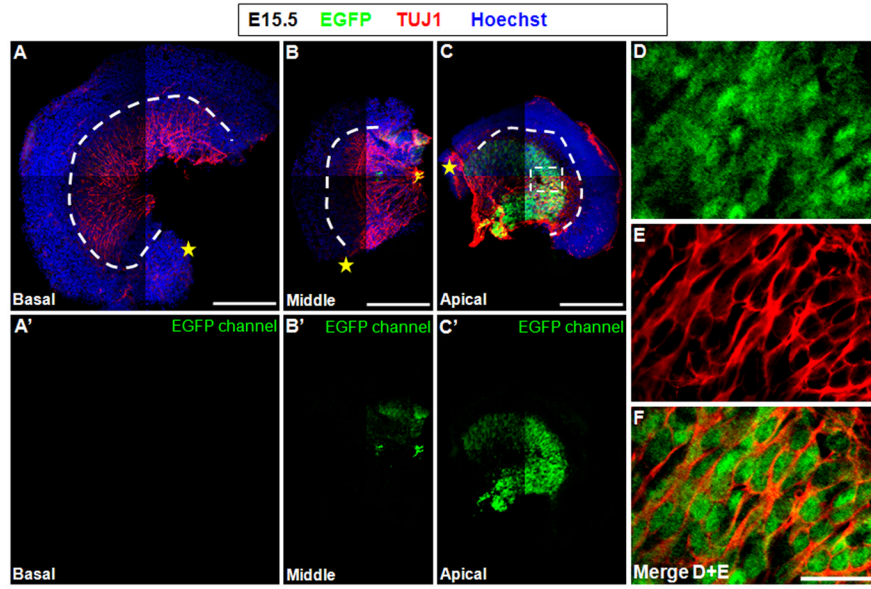 E15.5 EGFP TUJ1 Hoechst
A
B
C
D
Basal
Middle
Apical
E
A' EGFP channel
B' EGFP channel
C' EGFP channel
F
Basal
Middle
Apical
Merge D+E